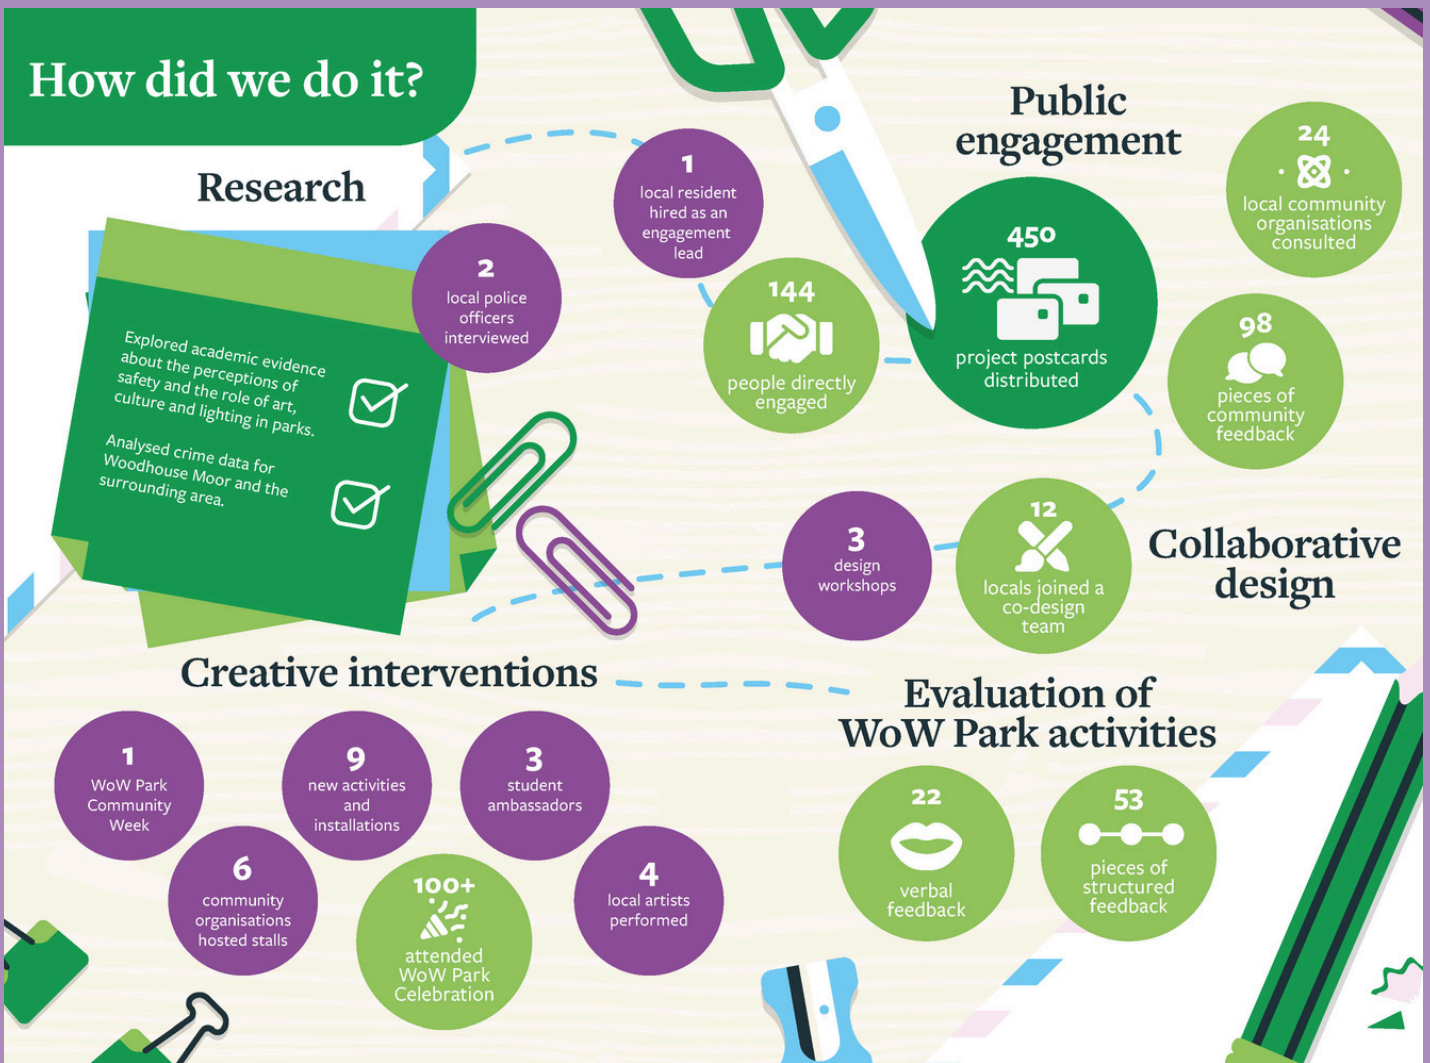 How did we do it?
Research
Explored academic evidence
about the perceptions of
safety and the role of art,
culture and lighting in parks.
Analysed crime data for
Woodhouse Moor and the
surrounding area.
2
local police
officers
interviewed
Public
engagement
1
local resident
hired as an
engagement
lead
144
people directly
engaged
450
project postcards
distributed
24
local community
organisations
consulted
98
pieces of
community
feedback
Collaborative
design
12
locals joined a
co-design
team
3
design
workshops
Creative interventions
1
WoW Park
Community
Week
6
community
organisations
hosted stalls
9
new activities
and
installations
100+
attended
WoW Park
Celebration
3
student
ambassadors
4
local artists
performed
Evaluation of
WoW Park activities
22
verbal
feedback
53
pieces of
structured
feedback